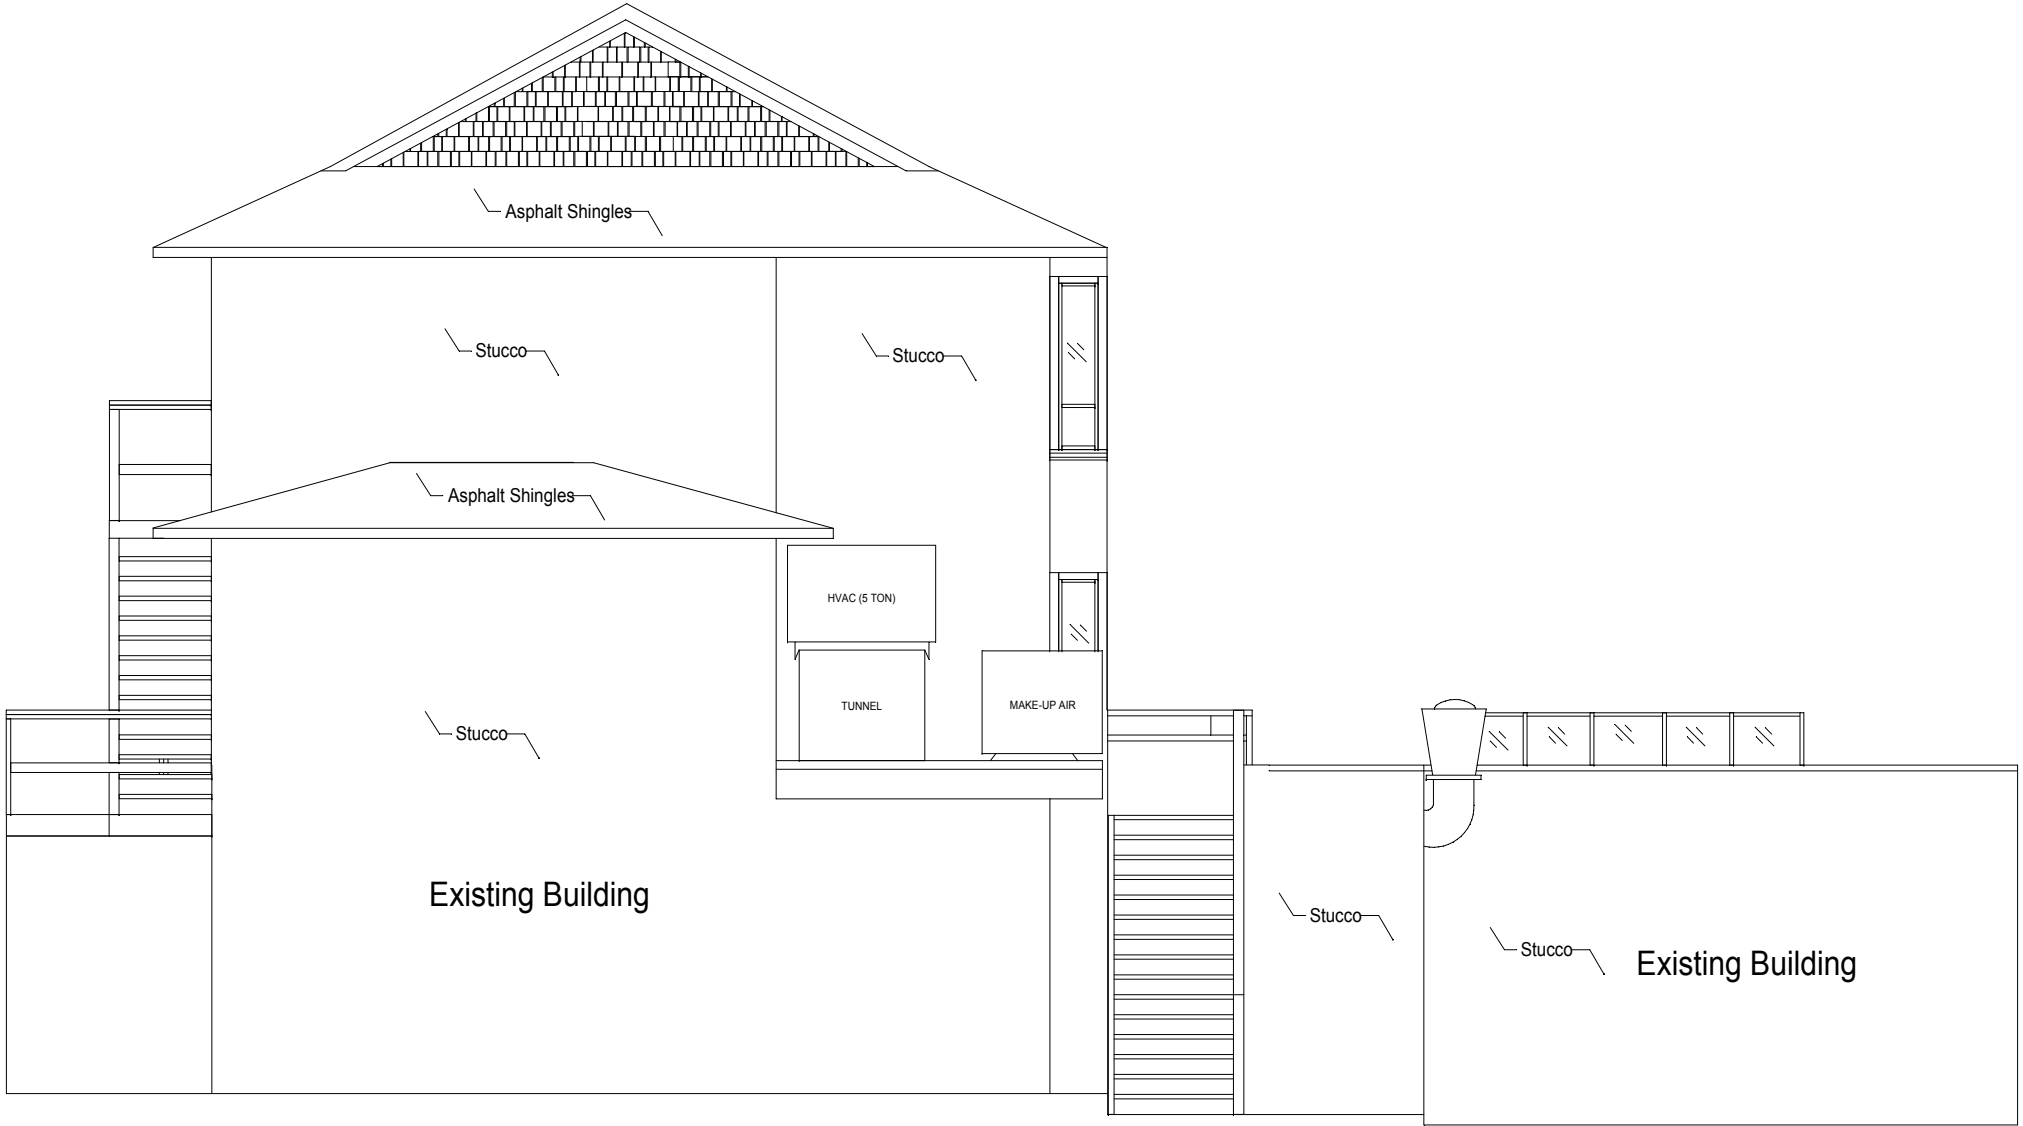 Asphalt Shingles
Stucco
Stucco
Asphalt Shingles
HVAC (5 TON)
TUNNEL
MAKE-UP AIR
Stucco
Existing Building
Stucco
Stucco
Existing Building